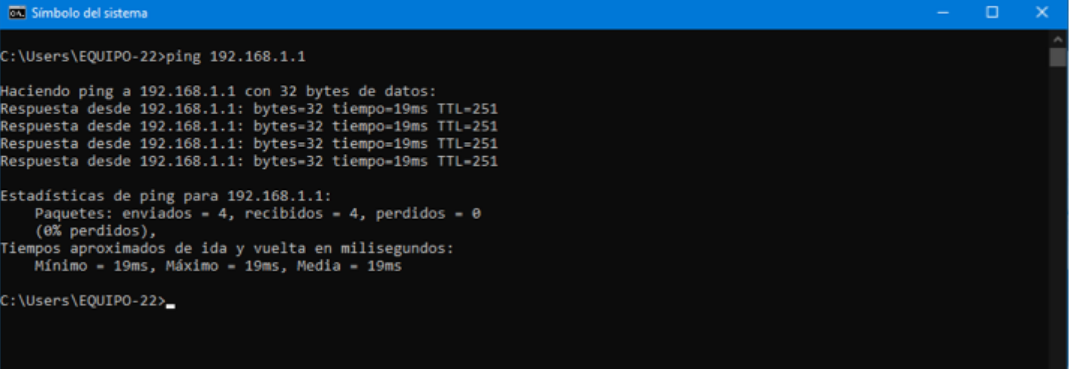 Símbolo del sistema
C:\Users\EQUIPO-22>ping 192.168.1.1
Haciendo ping a 192.168.1.1 con 32 bytes de datos:
Respuesta desde 192.168.1.1: bytes=32 tiempo=19ms TTL=251
Respuesta desde 192.168.1.1: bytes=32 tiempo=19ms TTL=251
Respuesta desde 192.168.1.1: bytes=32 tiempo=19ms TTL=251
Respuesta desde 192.168.1.1: bytes=32 tiempo=19ms TTL=251
Estadísticas de ping para 192.168.1.1:
    Paquetes: enviados = 4, recibidos = 4, perdidos = 0
    (0% perdidos),
Tiempos aproximados de ida y vuelta en milisegundos:
    Mínimo = 19ms, Máximo = 19ms, Media = 19ms
C:\Users\EQUIPO-22>